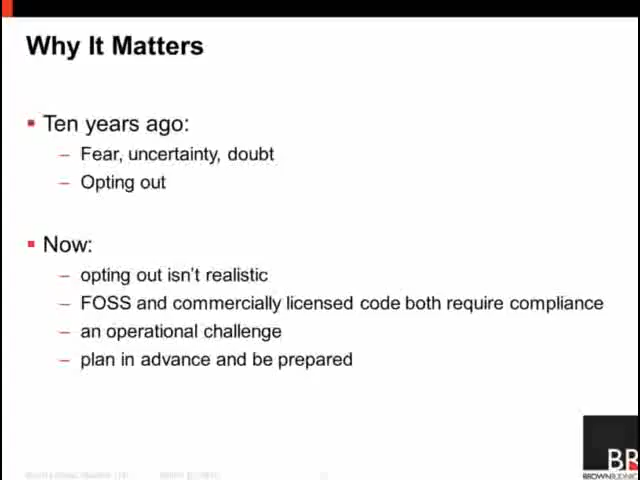 Why It Matters
▪ Ten years ago:
– Fear, uncertainty, doubt
– Opting out
▪ Now:
– opting out isn't realistic
– FOSS and commercially licensed code both require compliance
– an operational challenge
– plan in advance and be prepared
BR